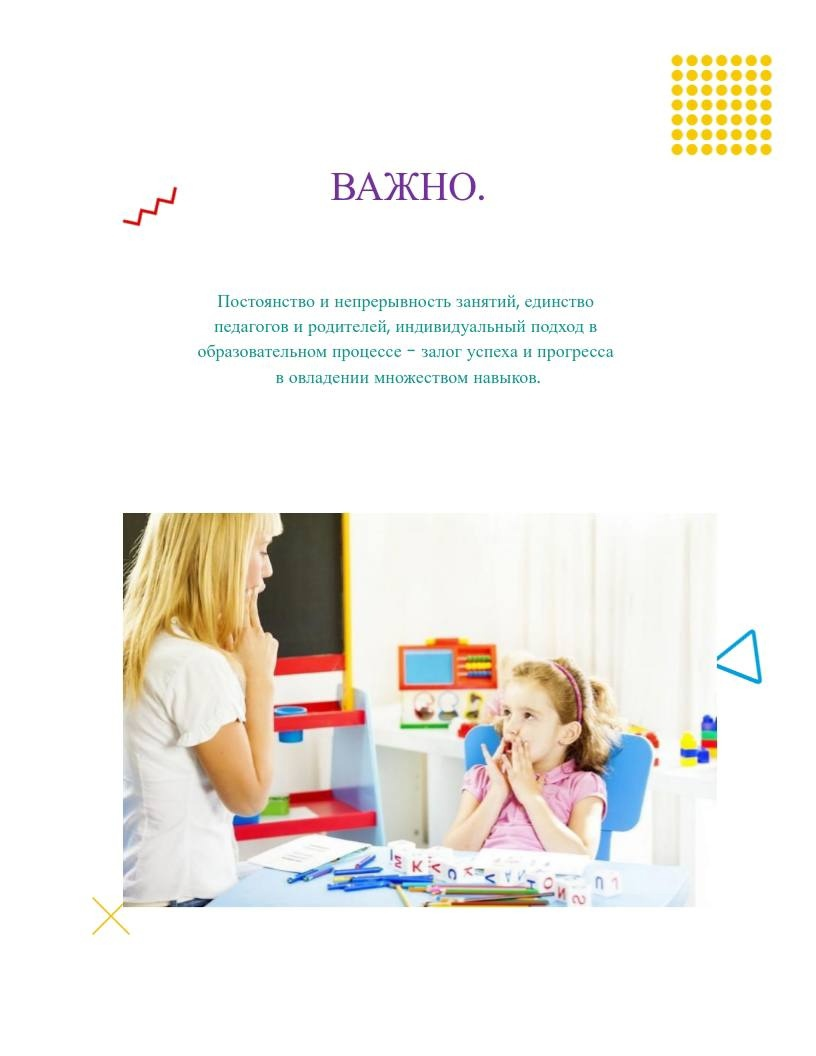 ВАЖНО.
Постоянство и непрерывность занятий, единство
педагогов и родителей, индивидуальный подход в
образовательном процессе – залог успеха и прогресса
в овладении множеством навыков.